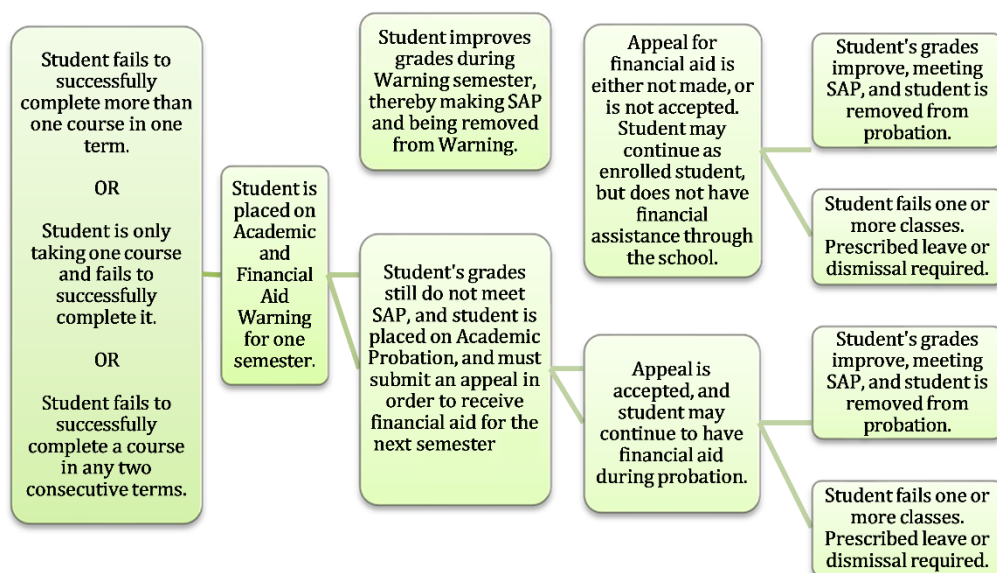 Student fails to
successfully
complete more than
one course in one
term.
OR
Student is only
taking one course
and fails to
successfully
complete it.
OR
Student fails to
successfully
complete a course
in any two
consecutive terms.
Student is
placed on
Academic
and
Financial
Aid
Warning
for one
semester.
Student improves
grades during
Warning semester,
thereby making SAP
and being removed
from Warning.
Student's grades
still do not meet
SAP, and student is
placed on Academic
Probation, and must
submit an appeal in
order to receive
financial aid for the
next semester
Appeal for
financial aid is
either not made, or
is not accepted.
Student may
continue as
enrolled student,
but does not have
financial
assistance through
the school.
Appeal is
accepted, and
student may
continue to have
financial aid
during probation.
Student's grades
improve, meeting
SAP, and student is
removed from
probation.
Student fails one or
more classes.
Prescribed leave or
dismissal required.
Student's grades
improve, meeting
SAP, and student is
removed from
probation.
Student fails one or
more classes.
Prescribed leave or
dismissal required.